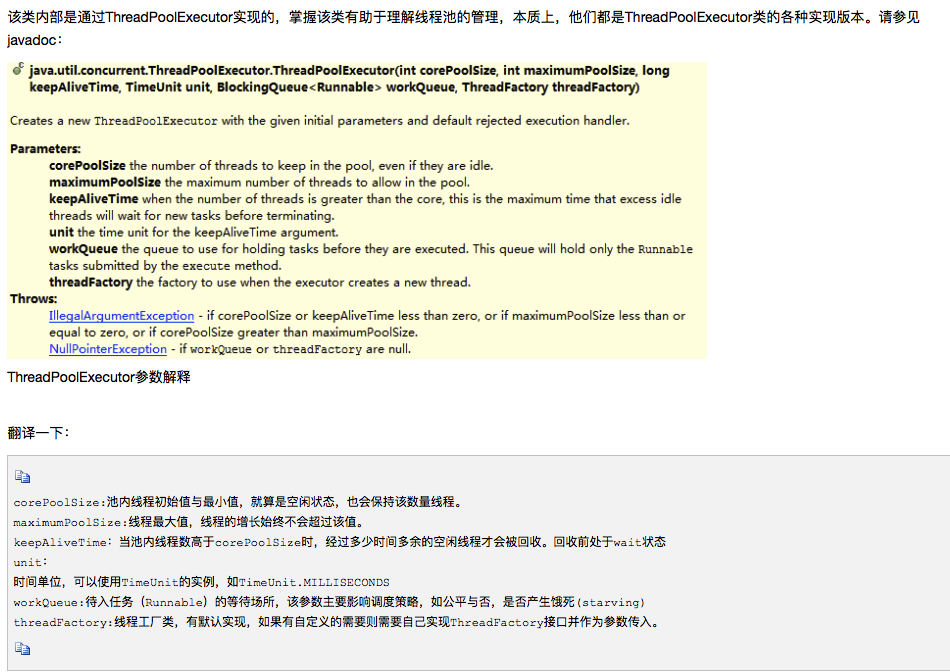 该类内部是通过ThreadPoolExecutor实现的，掌握该类有助于理解线程池的管理，本质上，他们都是ThreadPoolExecutor类的各种实现版本。请参见
javadoc：
java.util.concurrent.ThreadPoolExecutor.ThreadPoolExecutor(int corePoolSize, int maximumPoolSize, long
keepAliveTime, TimeUnit unit, BlockingQueue<Runnable> workQueue, ThreadFactory threadFactory)
Creates a new ThreadPoolExecutor with the given initial parameters and default rejected execution handler.
Parameters:
corePoolSize the number of threads to keep in the pool, even if they are idle.
maximumPoolSize the maximum number of threads to allow in the pool.
keepAliveTime when the number of threads is greater than the core, this is the maximum time that excess idle
threads will wait for new tasks before terminating.
unit the time unit for the keepAliveTime argument.
workQueue the queue to use for holding tasks before they are executed. This queue will hold only the Runnable
tasks submitted by the execute method.
threadFactory the factory to use when the executor creates a new thread.
Throws:
IllegalArgumentException - if corePoolSize or keepAliveTime less than zero, or if maximumPoolSize less than or
equal to zero, or if corePoolSize greater than maximumPoolSize.
NullPointerException - if workQueue or threadFactory are null.
ThreadPoolExecutor参数解释
翻译一下：
corePoolSize:池内线程初始值与最小值，就算是空闲状态，也会保持该数量线程。
maximumPoolSize:线程最大值，线程的增长始终不会超过该值。
keepAliveTime：当池内线程数高于corePoolSize时，经过多少时间多余的空闲线程才会被回收。回收前处于wait状态
unit：
时间单位，可以使用TimeUnit的实例，如TimeUnit.MILLISECONDS
workQueue:待入任务（Runnable）的等待场所，该参数主要影响调度策略，如公平与否，是否产生饿死(starving)
threadFactory:线程工厂类，有默认实现，如果有自定义的需要则需要自己实现ThreadFactory接口并作为参数传入。